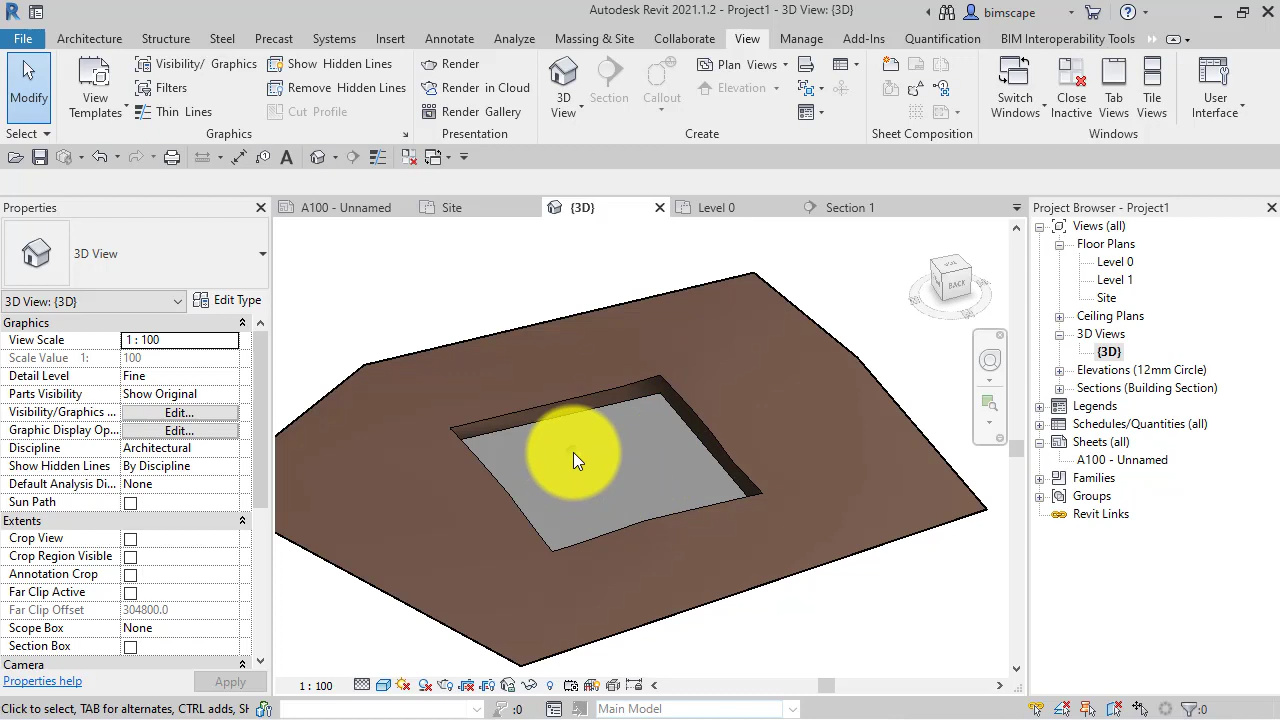 Autodesk Revit 2021.1.2 - Project1 - 3D View: {3D}
bimscape
File Architecture Structure Steel Precast Systems Insert Annotate Analyze Massing & Site Collaborate View Manage Add-Ins Quantification BIM Interoperability Tools
Modify
View Templates
Visibility/ Graphics
Filters
Thin Lines
Show Hidden Lines
Remove Hidden Lines
Cut Profile
Render
Render in Cloud
Render Gallery
3D View
Section
Callout
Plan Views
Elevation
Switch Windows
Close Inactive
Tab Views
Tile Views
User Interface
Select
Graphics
Presentation
Create
Sheet Composition
Windows
Properties
A100 - Unnamed
Site
{3D}
Level 0
Section 1
Project Browser - Project1
3D View
3D View: {3D}
Edit Type
Graphics
View Scale 1 : 100
Scale Value 1: 100
Detail Level Fine
Parts Visibility Show Original
Visibility/Graphics ... Edit...
Graphic Display Op... Edit...
Discipline Architectural
Show Hidden Lines By Discipline
Default Analysis Di... None
Sun Path
Extents
Crop View
Crop Region Visible
Annotation Crop
Far Clip Active
Far Clip Offset 304800.0
Scope Box None
Section Box
Camera
Properties help
Apply
BACK
Views (all)
Floor Plans
Level 0
Level 1
Site
Ceiling Plans
3D Views
{3D}
Elevations (12mm Circle)
Sections (Building Section)
Legends
Schedules/Quantities (all)
Sheets (all)
A100 - Unnamed
Families
Groups
Revit Links
1 : 100
Click to select, TAB for alternates, CTRL adds, SH
:0
Main Model
:0